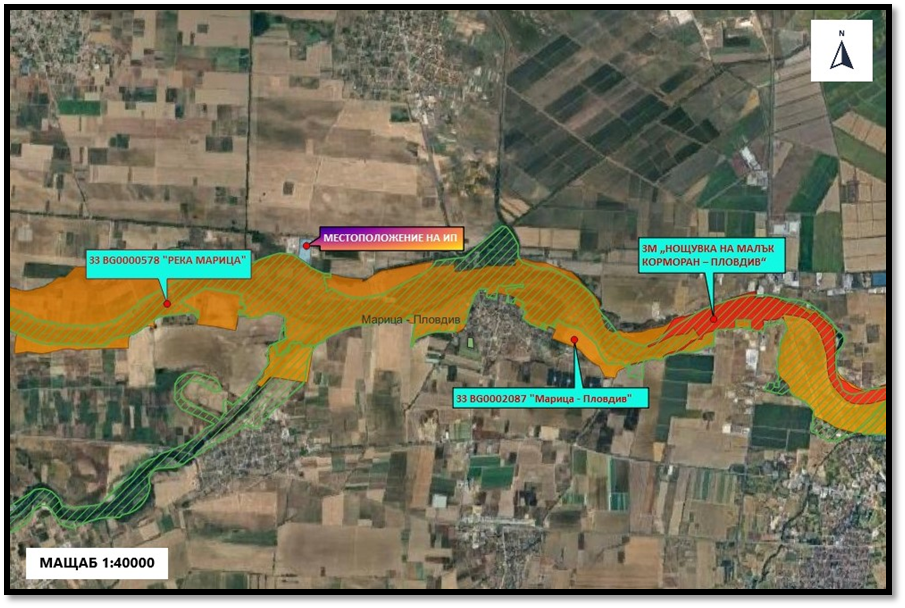 N
МЕСТОПОЛОЖЕНИЕ НА ИП
ЗМ „НОЩУВКА НА МАЛЪК
КОРМОРАН – ПЛОВДИВ“
33 BG0000578 "РЕКА МАРИЦА"
Марица - Пловдив
33 BG0002087 "Марица - Пловдив"
МАЩАБ 1:40000